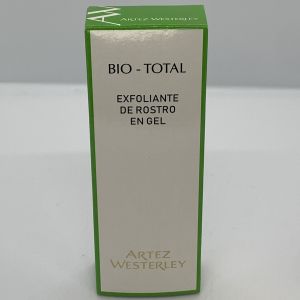 ARTEZ WESTERLEY
BIO - TOTAL
EXFOLIANTE
DE ROSTRO
EN GEL
ARTEZ
WESTERLEY